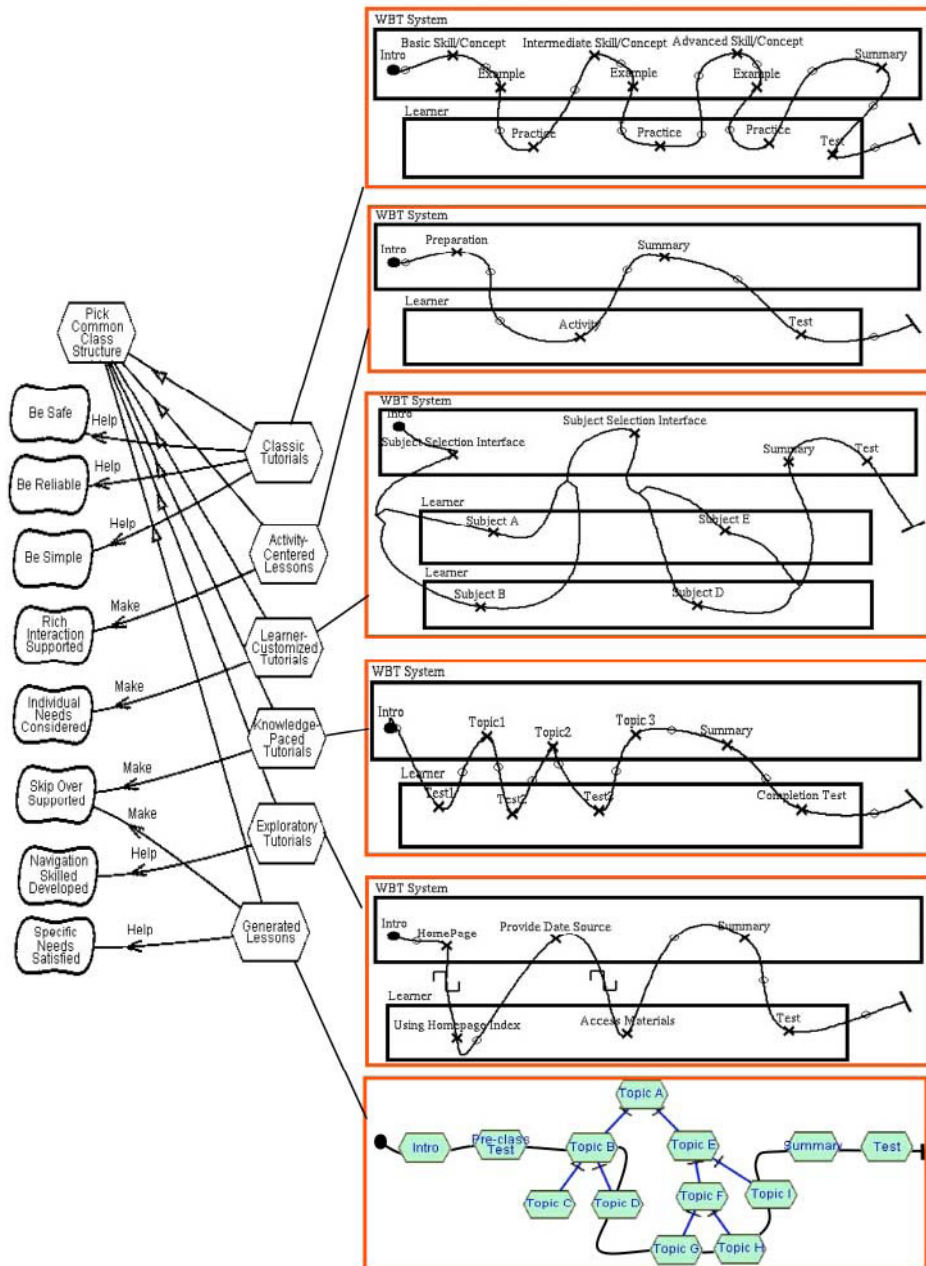 Pick
Common
Class
Structure
Be Safe
Help
Be Reliable
Help
Be Simple
Help
Rich
Interaction
Supported
Make
Individual
Needs
Considered
Make
Skip Over
Supported
Make
Make
Navigation
Skilled
Developed
Help
Specific
Needs
Satisfied
Help
Classic
Tutorials
Activity-
Centered
Lessons
Learner-
Customized
Tutorials
Knowledge-
Paced
Tutorials
Exploratory
Tutorials
Generated
Lessons
WBT System
Basic Skill/Concept
Intermediate Skill/Concept
Advanced Skill/Concept
Intro
Summary
Example
Example
Example
Learner
Practice
Practice
Practice
Test
WBT System
Preparation
Summary
Intro
Learner
Activity
Test
WBT System
Intro
Subject Selection Interface
Subject Selection Interface
Summary
Test
Learner
Subject A
Subject E
Learner
Subject B
Subject D
WBT System
Intro
Topic1
Topic2
Topic 3
Summary
Learner
Test1
Test2
Test3
Completion Test
WBT System
Intro
HomePage
Provide Date Source
Summary
Learner
Using Homepage Index
Access Materials
Test
Topic A
Intro
Pre-class
Test
Topic B
Topic E
Summary
Test
Topic C
Topic D
Topic F
Topic I
Topic G
Topic H